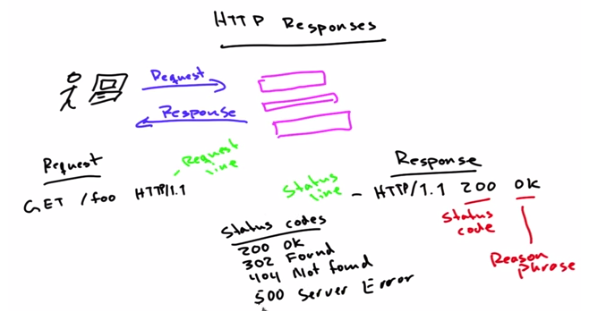 HTTP Responses
Request
Response
Request
Request line
GET /foo HTTP/1.1
Response
Status line
HTTP/1.1 200 OK
Status code
Reason phrase
Status codes
200 OK
302 Found
404 Not found
500 Server Error